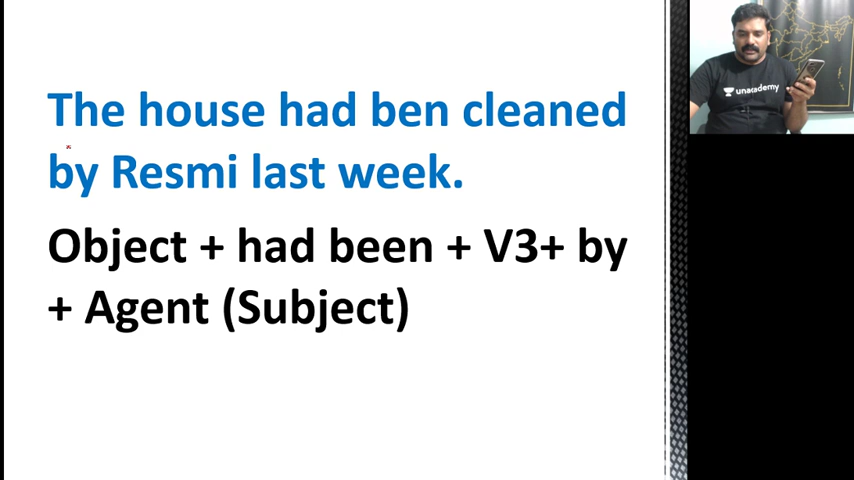 The house had ben cleaned
by Resmi last week.
Object + had been + V3+ by
+ Agent (Subject)
unacademy